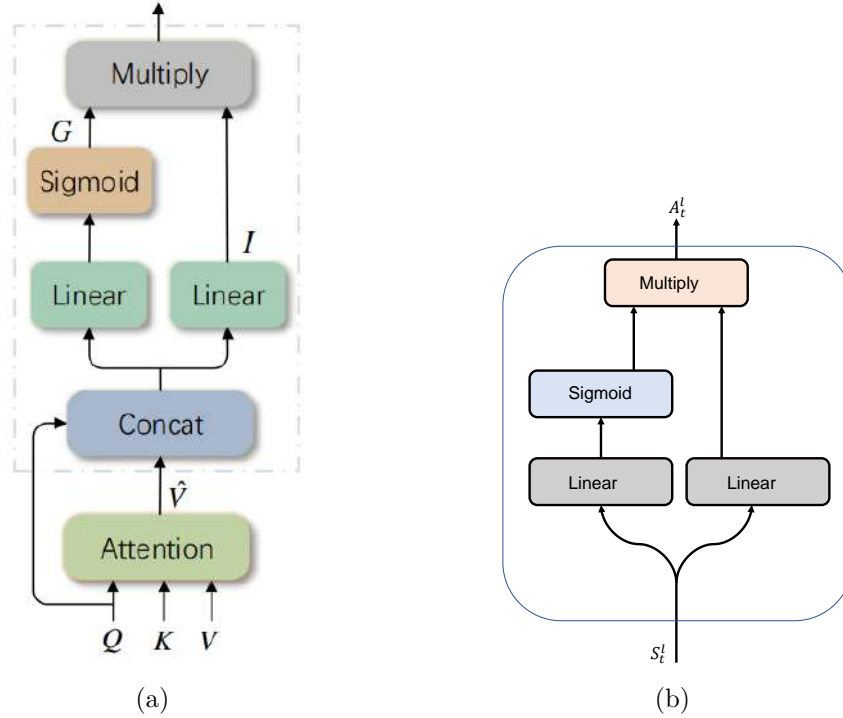 Multiply
G
Sigmoid
I
Linear Linear
Concat
V̂
Attention
Q K V
(a)
A_t^l
Multiply
Sigmoid
Linear Linear
S_t^l
(b)